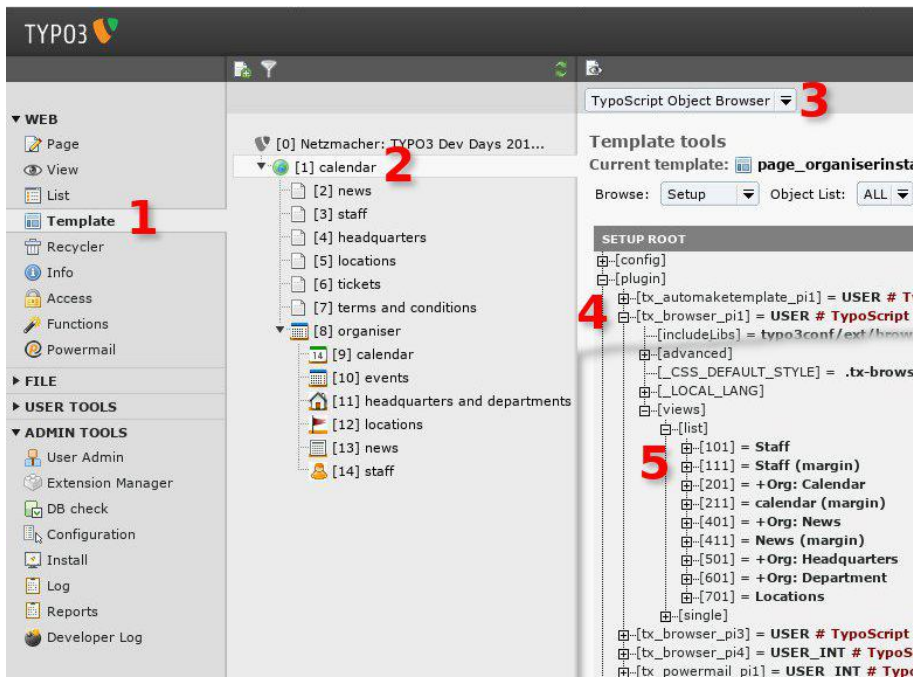 TYPO3
TypoScript Object Browser
3
WEB
Page
View
List
Template
1
Recycler
Info
Access
Functions
Powermail
FILE
USER TOOLS
ADMIN TOOLS
User Admin
Extension Manager
DB check
Configuration
Install
Log
Reports
Developer Log
[0] Netzmacher: TYPO3 Dev Days 201...
[1] calendar
2
[2] news
[3] staff
[4] headquarters
[5] locations
[6] tickets
[7] terms and conditions
[8] organiser
14 [9] calendar
[10] events
[11] headquarters and departments
[12] locations
[13] news
[14] staff
Template tools
Current template: page_organiserinsta
Browse: Setup Object List: ALL
SETUP ROOT
[config]
[plugin]
[tx_automaketemplate_pi1] = USER # Ty
4
[tx_browser_pi1] = USER # TypoScript
[includeLibs] = typo3conf/ext/brow
[advanced]
[_CSS_DEFAULT_STYLE] = .tx-brows
[_LOCAL_LANG]
[views]
[list]
5
[101] = Staff
[111] = Staff (margin)
[201] = +Org: Calendar
[211] = calendar (margin)
[401] = +Org: News
[411] = News (margin)
[501] = +Org: Headquarters
[601] = +Org: Department
[701] = Locations
[single]
[tx_browser_pi3] = USER # TypoScript
[tx_browser_pi4] = USER_INT # TypoS
[tx_powermail_pi1] = USER_INT # Typo